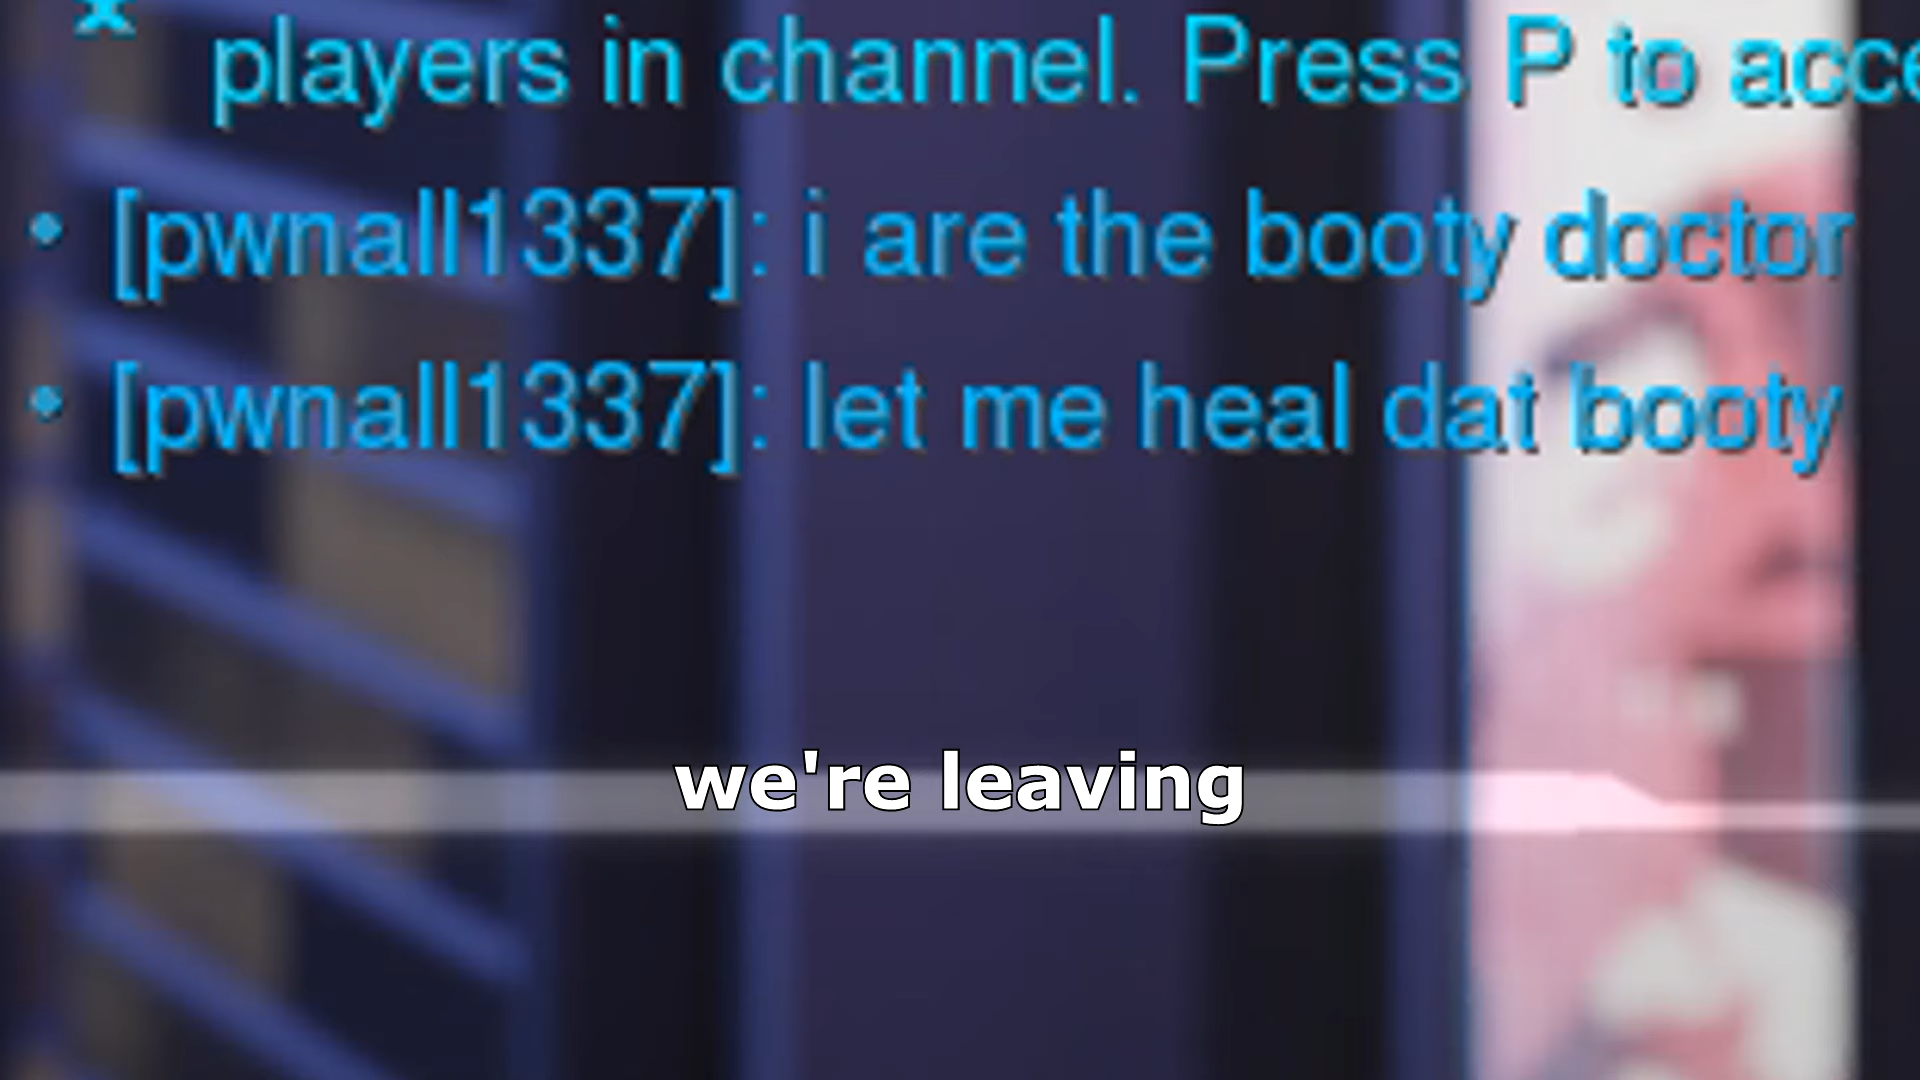 players in channel. Press P to acce
[pwnall1337]: i are the booty doctor
[pwnall1337]: let me heal dat booty
we're leaving